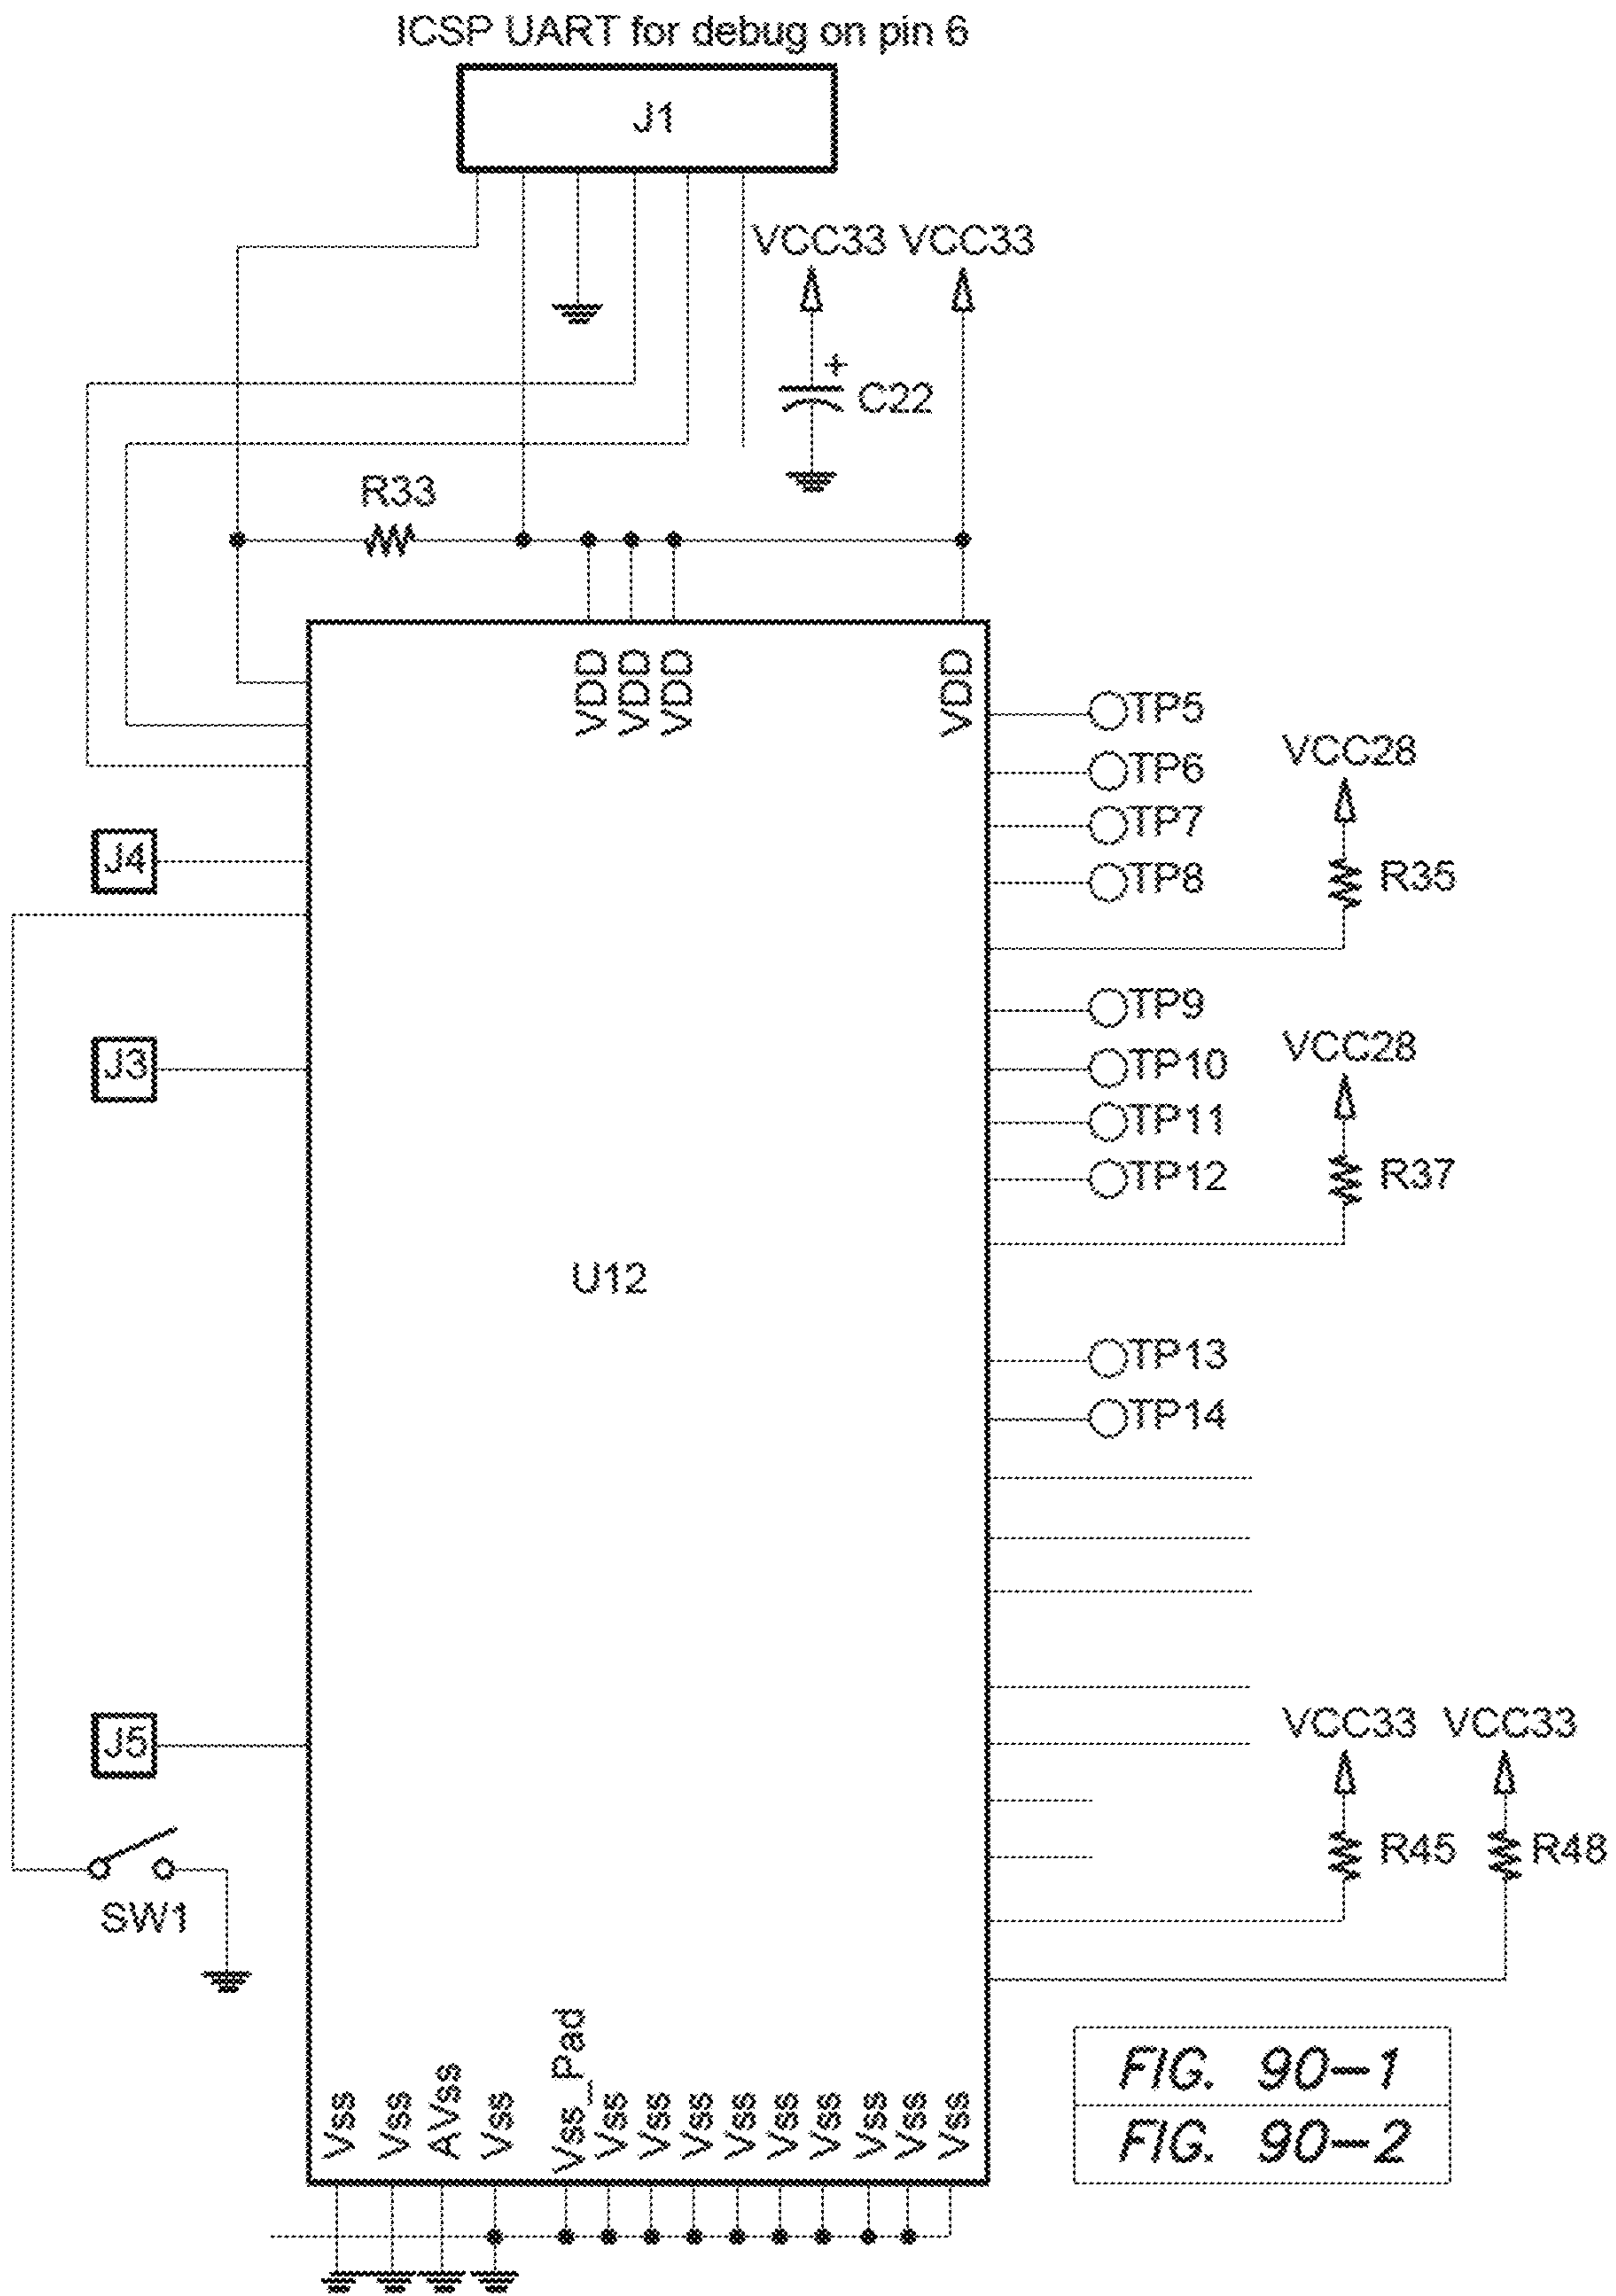 ICSP UART for debug on pin 6
J1
VCC33 VCC33
+
C22
R33
VDD VDD VDD VDD
TP5
TP6
VCC28
TP7
J4
TP8
R35
TP9
J3
TP10
VCC28
TP11
TP12
R37
U12
TP13
TP14
J5
VCC33 VCC33
R45
R48
SW1
Vss Vss AVss Vss Vss_Pad Vss Vss Vss Vss Vss Vss Vss Vss Vss
FIG. 90-1
FIG. 90-2